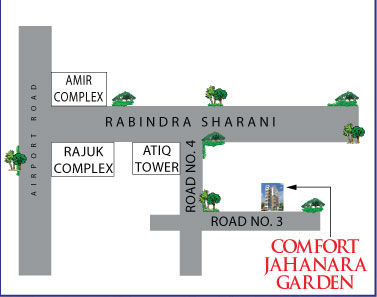 AMIR
COMPLEX
AIRPORT ROAD
RABINDRA SHARANI
RAJUK
COMPLEX
ATIQ
TOWER
ROAD NO. 4
ROAD NO. 3
COMFORT
JAHANARA
GARDEN